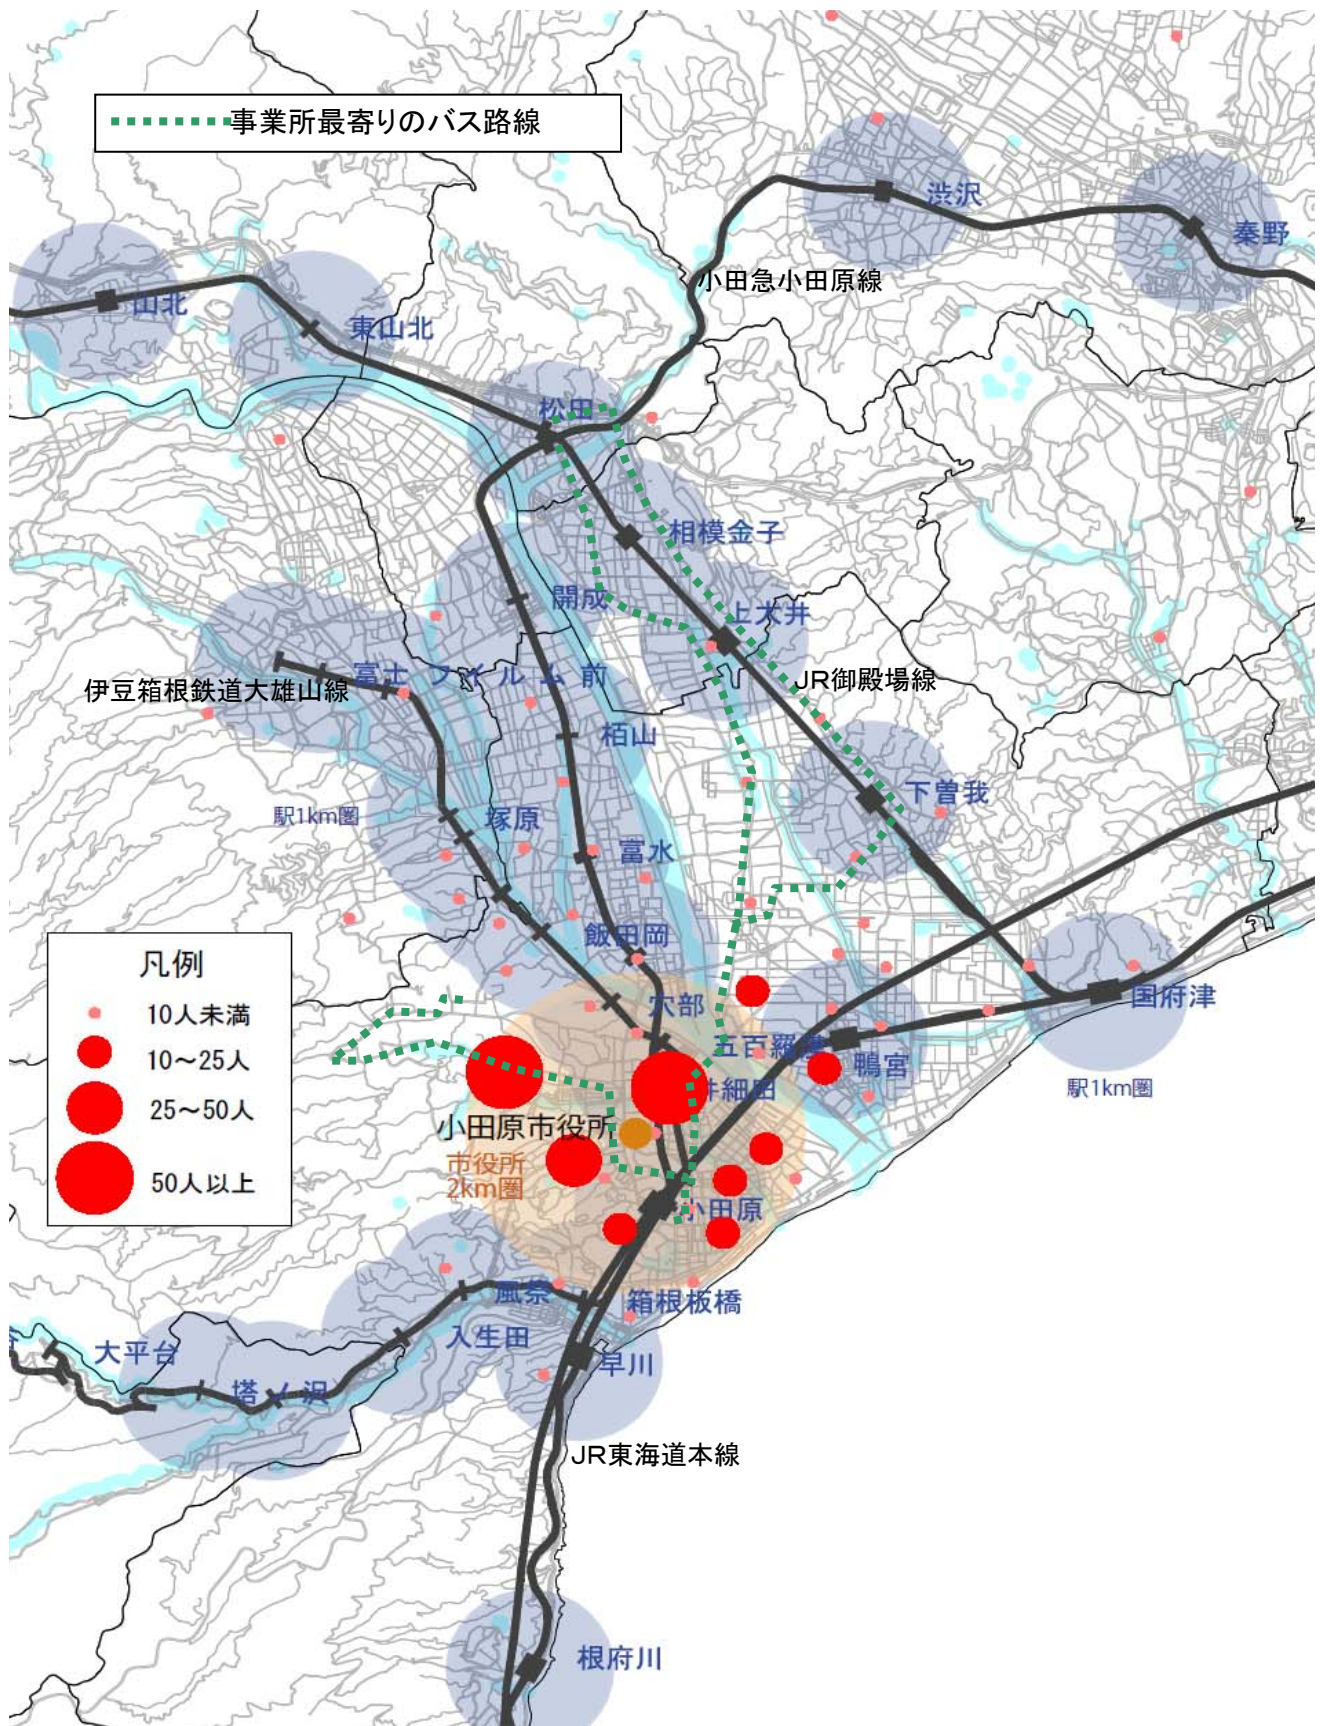 事業所最寄りのバス路線
渋沢
秦野
小田急小田原線
山北
東山北
松田
相模金子
開成
上大井
富士フイルム前
伊豆箱根鉄道大雄山線
JR御殿場線
栢山
下曽我
駅1km圏
塚原
富水
飯田岡
凡例
10人未満
10~25人
25~50人
50人以上
穴部
国府津
五百羅
鴨宮
駅1km圏
井細田
小田原市役所
市役所
2km圏
小田原
風祭
箱根板橋
入生田
大平台
早川
塔ノ沢
JR東海道本線
根府川